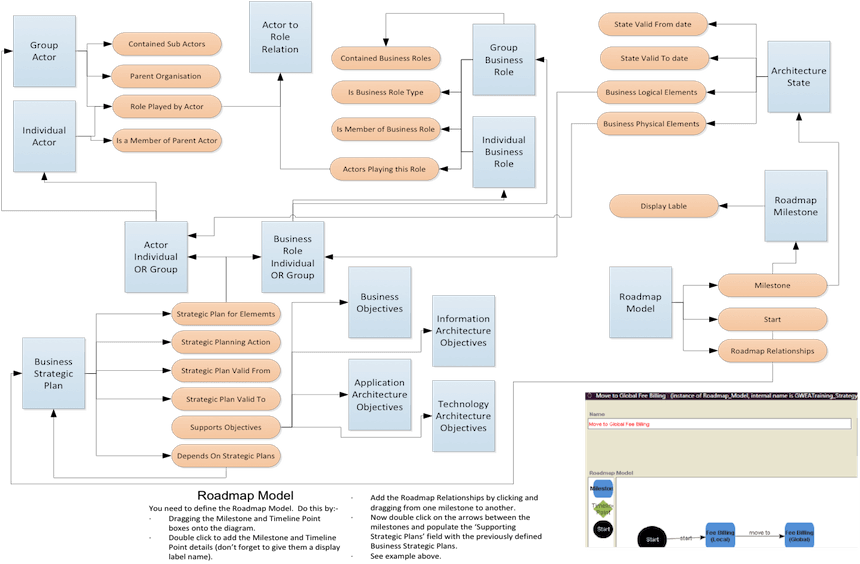 Group
Actor
Contained Sub Actors
Parent Organisation
Role Played by Actor
Is a Member of Parent Actor
Individual
Actor
Actor to
Role
Relation
Contained Business Roles
Is Business Role Type
Is Member of Business Role
Actors Playing this Role
Group
Business
Role
Individual
Business
Role
State Valid From date
State Valid To date
Business Logical Elements
Business Physical Elements
Architecture
State
Display Lable
Roadmap
Milestone
Actor
Individual
OR Group
Business
Role
Individual
OR Group
Roadmap
Model
Milestone
Start
Roadmap Relationships
Business
Strategic
Plan
Strategic Plan for Elememts
Strategic Planning Action
Strategic Plan Valid From
Strategic Plan Valid To
Supports Objectives
Depends On Strategic Plans
Business
Objectives
Information
Architecture
Objectives
Application
Architecture
Objectives
Technology
Architecture
Objectives
Roadmap Model
You need to define the Roadmap Model. Do this by:-
· Dragging the Milestone and Timeline Point
boxes onto the diagram.
· Double click to add the Milestone and Timeline
Point details (don't forget to give them a display
label name).
· Add the Roadmap Relationships by clicking and
dragging from one milestone to another.
· Now double click on the arrows between the
milestones and populate the 'Supporting
Strategic Plans' field with the previously defined
Business Strategic Plans.
· See example above.
Move to Global Fee Billing (instance of Roadmap_Model, internal name is GWEATraining_Strategy
Name
Move to Global Fee Billing
Roadmap Model
Milestone
Timeline
Point
Start
Start
start
Fee Billing
(Local)
move to
Fee Billing
(Global)